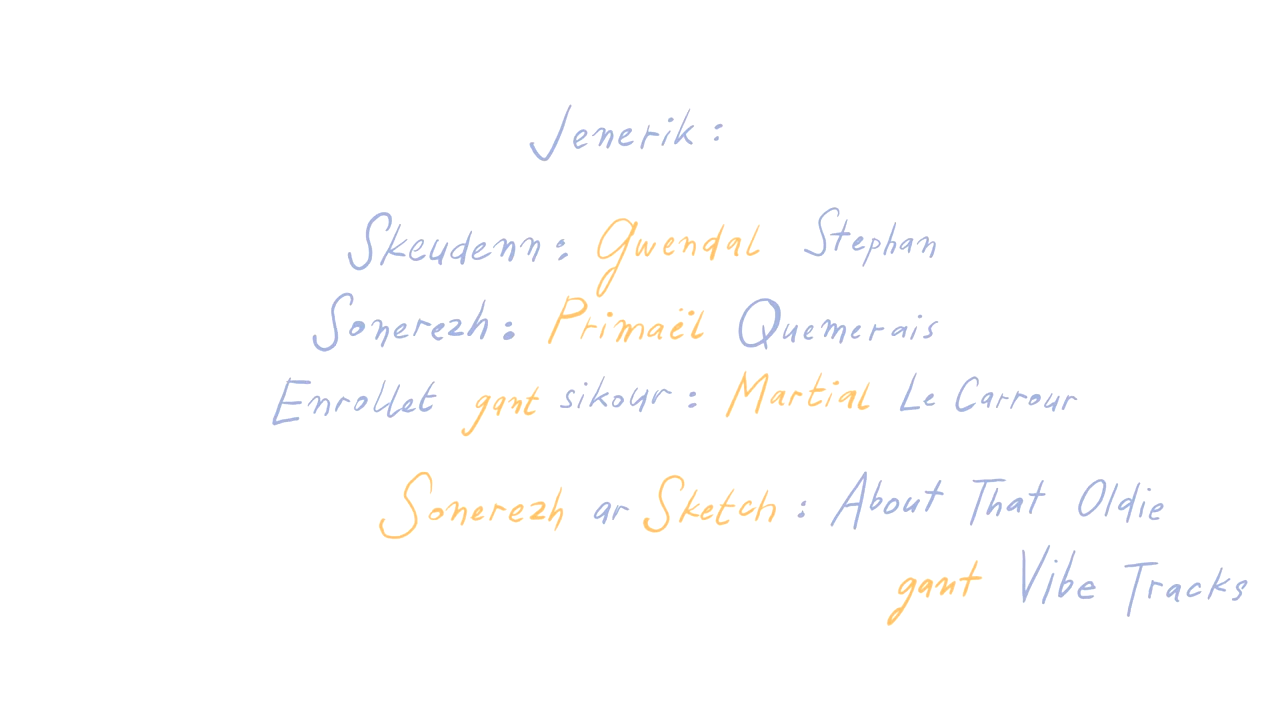 Jenerik :
Skeudenn : Gwendal Stephan
Sonerezh : Primaël Quemerais
Enrollet gant sikour : Martial Le Carrour
Sonerezh ar Sketch : About That Oldie
gant Vibe Tracks